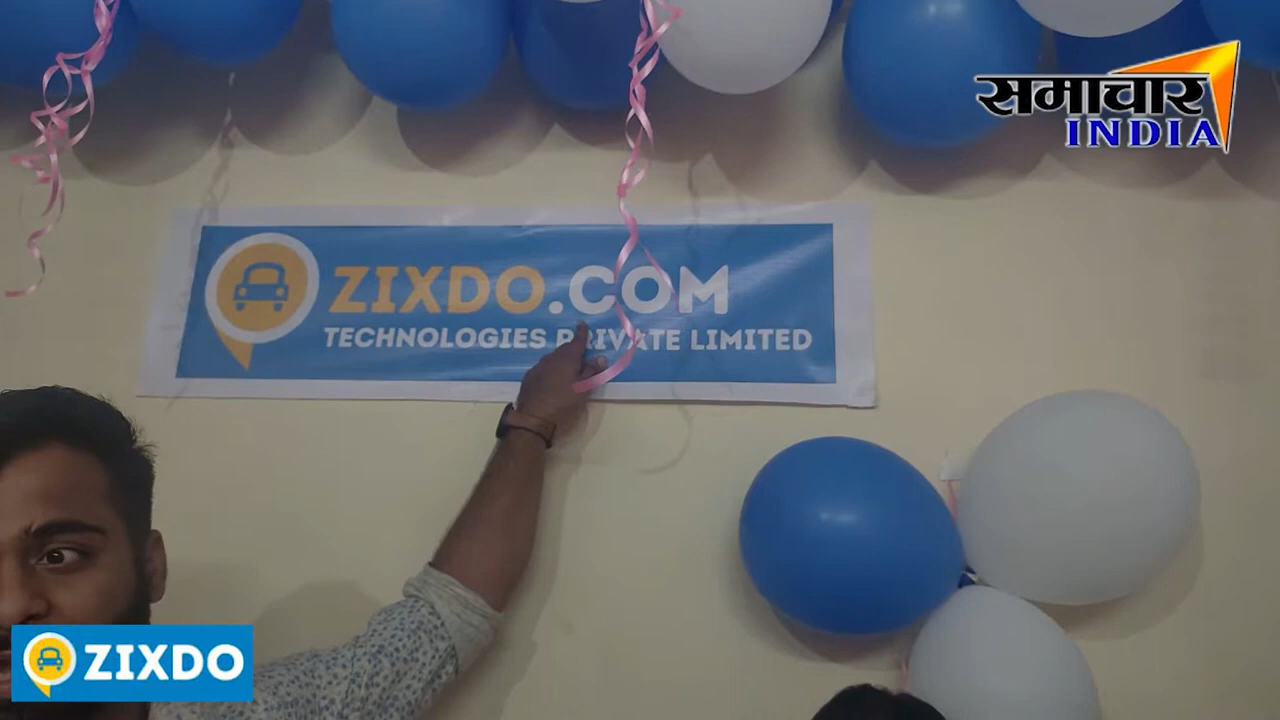 समाचार
INDIA
ZIXDO.COM
TECHNOLOGIES PRIVATE LIMITED
ZIXDO